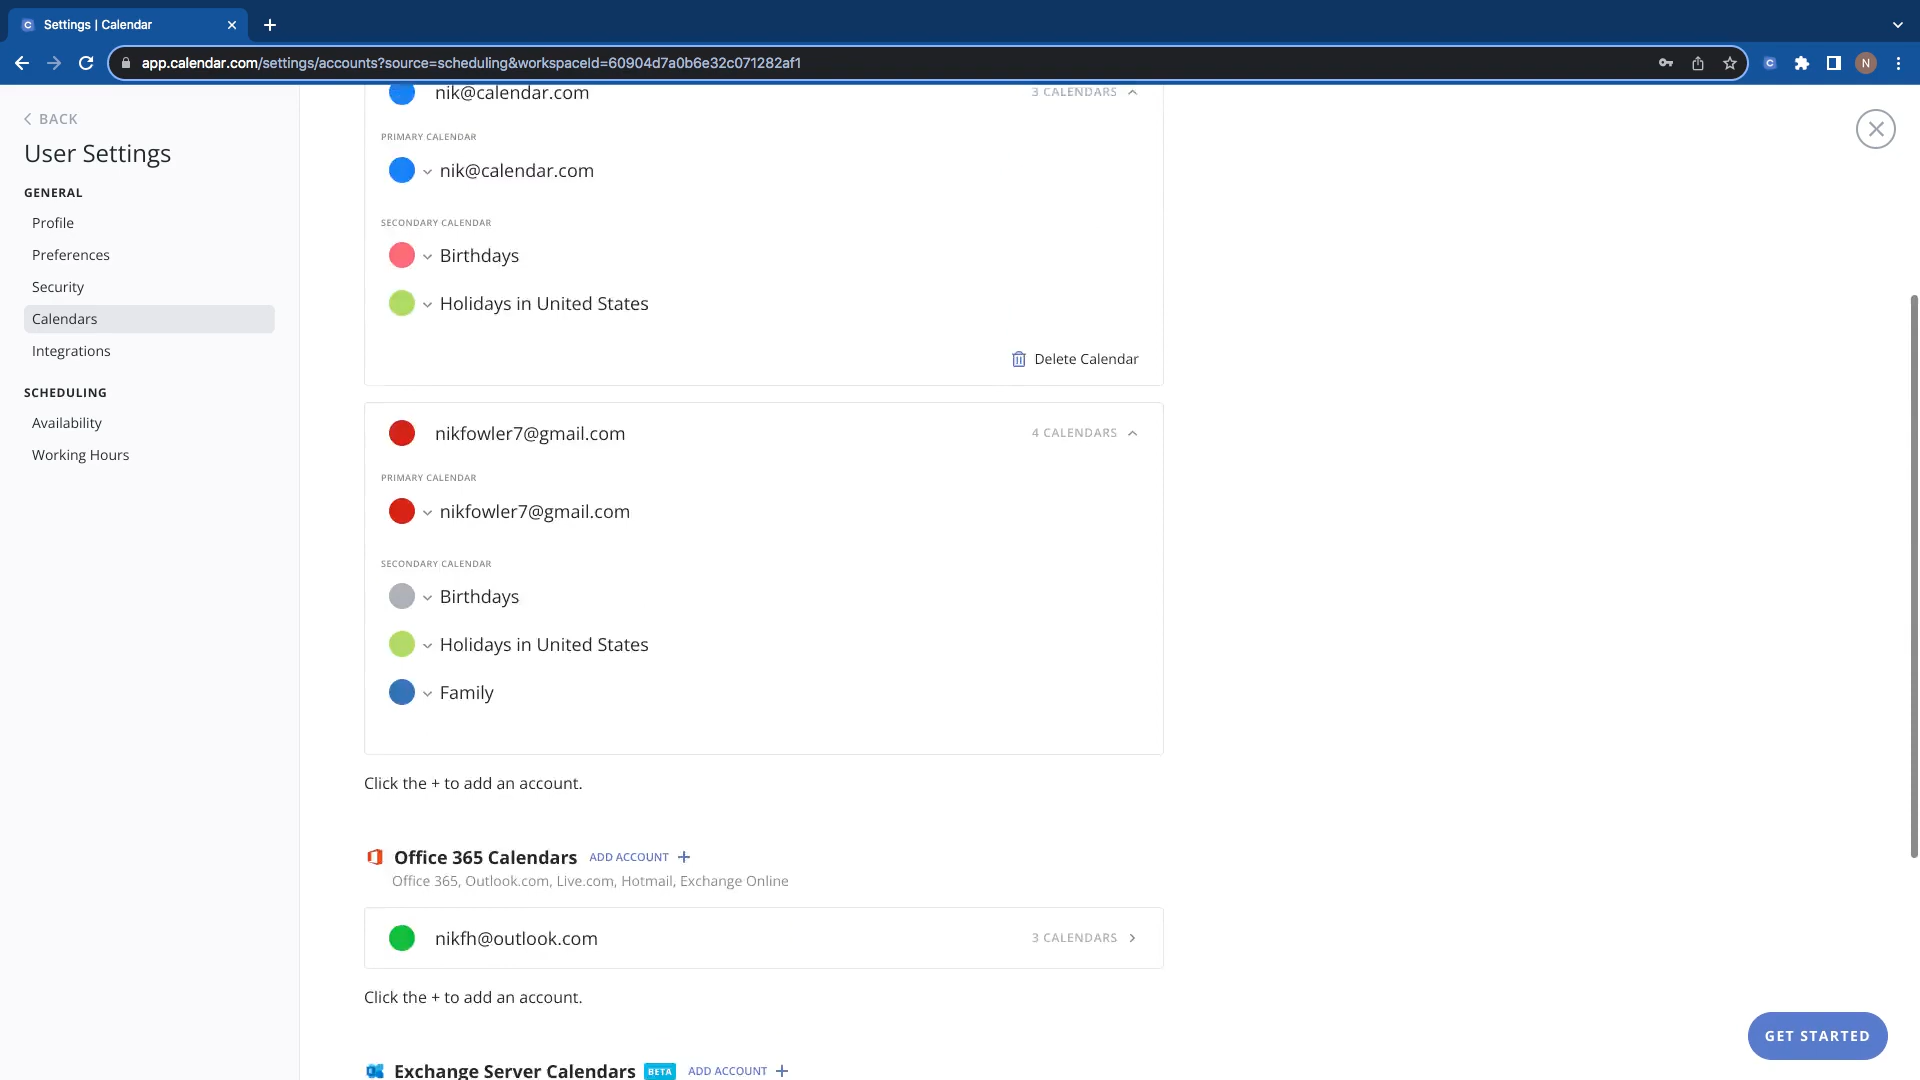 Settings | Calendar
app.calendar.com/settings/accounts?source=scheduling&workspaceId=60904d7a0b6e32c071282af1
C
N
BACK
User Settings
GENERAL
Profile
Preferences
Security
Calendars
Integrations
SCHEDULING
Availability
Working Hours
nik@calendar.com 3 CALENDARS
PRIMARY CALENDAR
nik@calendar.com
SECONDARY CALENDAR
Birthdays
Holidays in United States
Delete Calendar
nikfowler7@gmail.com 4 CALENDARS
PRIMARY CALENDAR
nikfowler7@gmail.com
SECONDARY CALENDAR
Birthdays
Holidays in United States
Family
Click the + to add an account.
Office 365 Calendars ADD ACCOUNT +
Office 365, Outlook.com, Live.com, Hotmail, Exchange Online
nikfh@outlook.com 3 CALENDARS
Click the + to add an account.
Exchange Server Calendars BETA ADD ACCOUNT +
GET STARTED